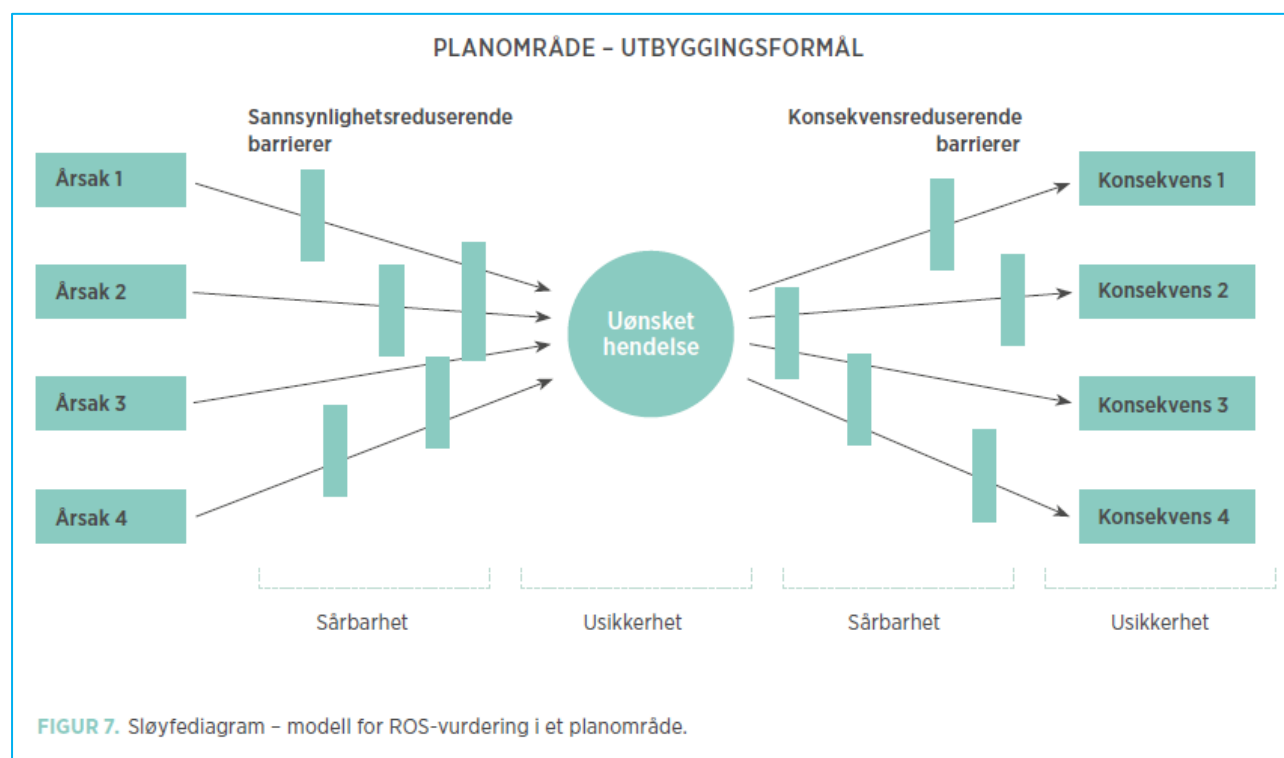 PLANOMRÅDE – UTBYGGINGSFORMÅL
Sannsynlighetsreduserende
barrierer
Konsekvensreduserende
barrierer
Årsak 1
Årsak 2
Årsak 3
Årsak 4
Uønsket
hendelse
Konsekvens 1
Konsekvens 2
Konsekvens 3
Konsekvens 4
Sårbarhet
Usikkerhet
Sårbarhet
Usikkerhet
FIGUR 7. Sløyfediagram – modell for ROS-vurdering i et planområde.